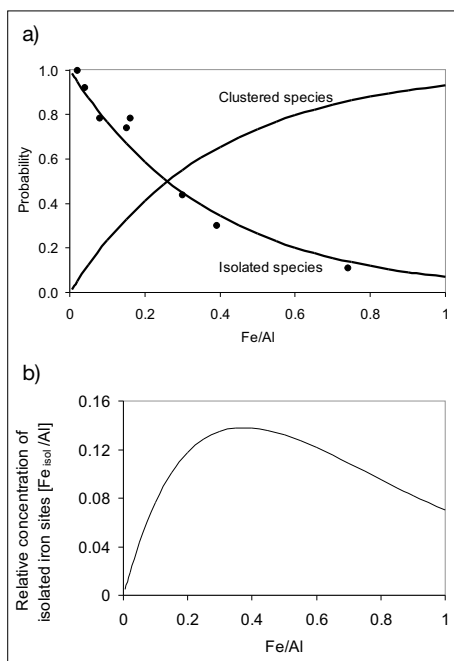 a)
1.0
0.8
0.6
0.4
0.2
0.0
Probability
Clustered species
Isolated species
0 0.2 0.4 0.6 0.8 1
Fe/Al
b)
0.16
0.12
0.08
0.04
0
Relative concentration of
isolated iron sites [Fe isol /Al]
0 0.2 0.4 0.6 0.8 1
Fe/Al